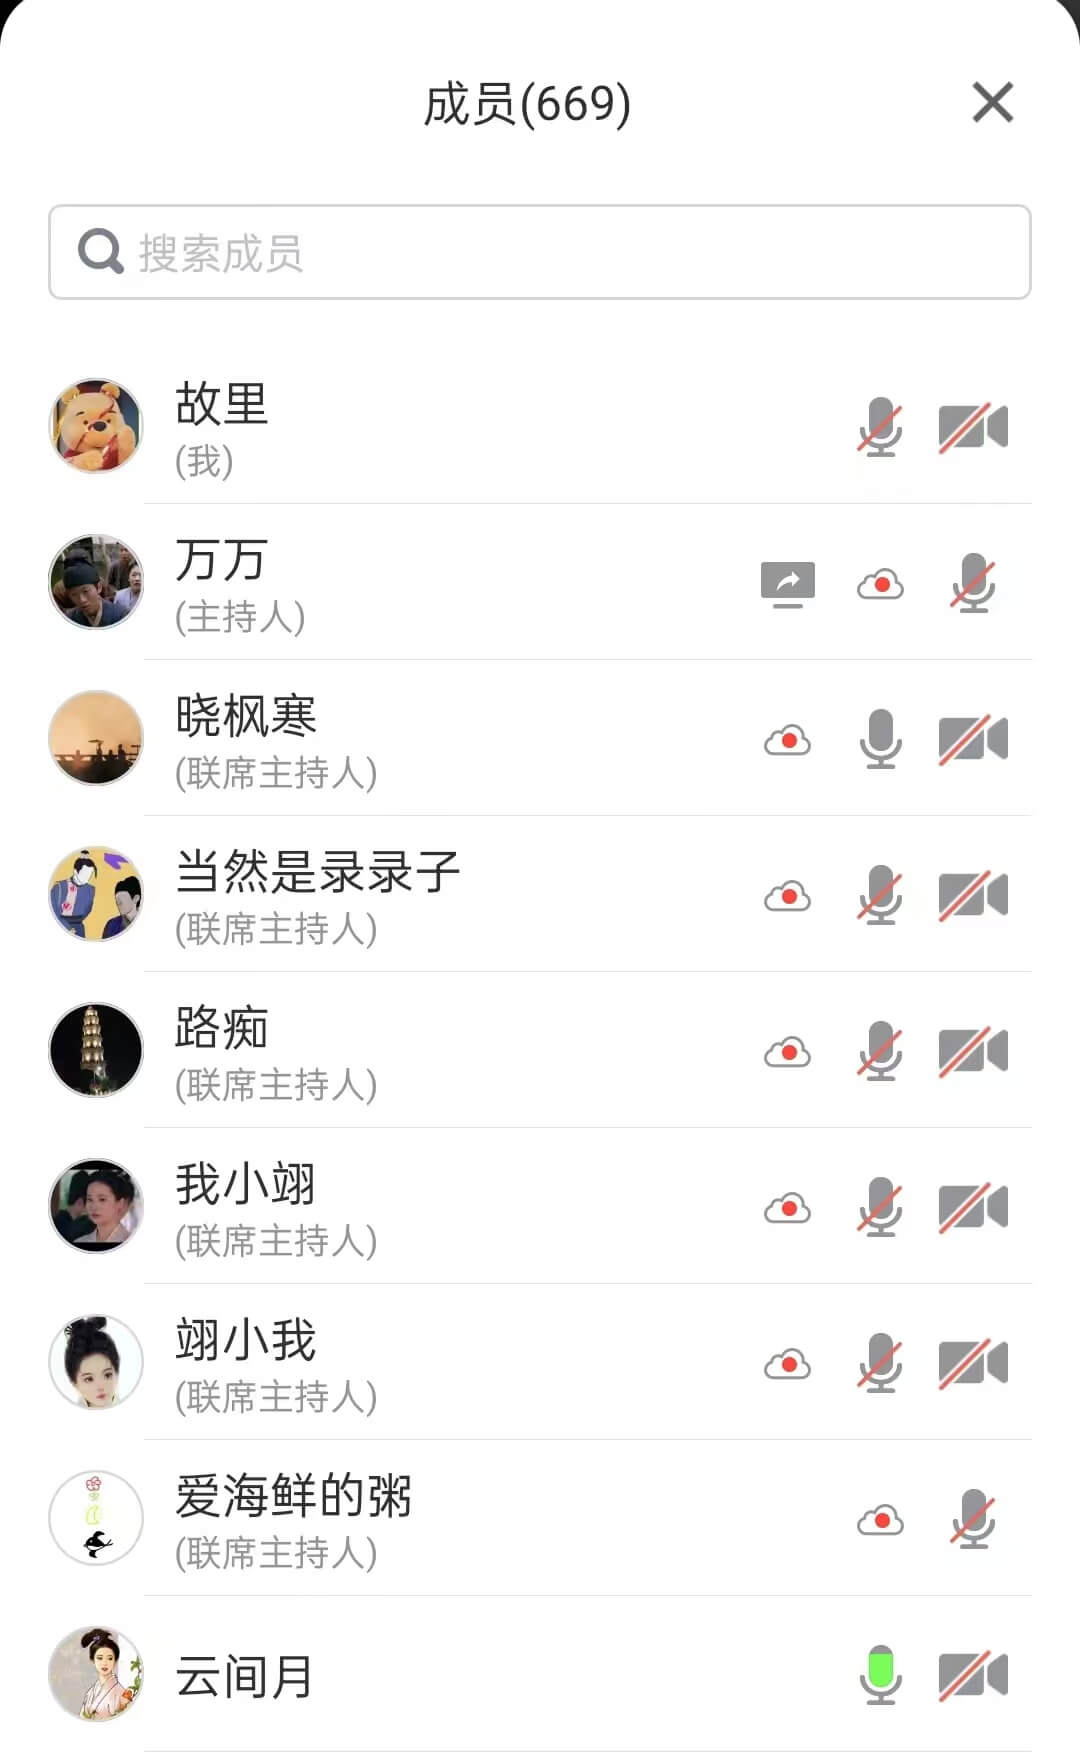 成员(669)
搜索成员
故里
(我)
万万
(主持人)
晓枫寒
(联席主持人)
当然是录录子
(联席主持人)
路痴
(联席主持人)
我小翊
(联席主持人)
翊小我
(联席主持人)
爱海鲜的粥
(联席主持人)
云间月